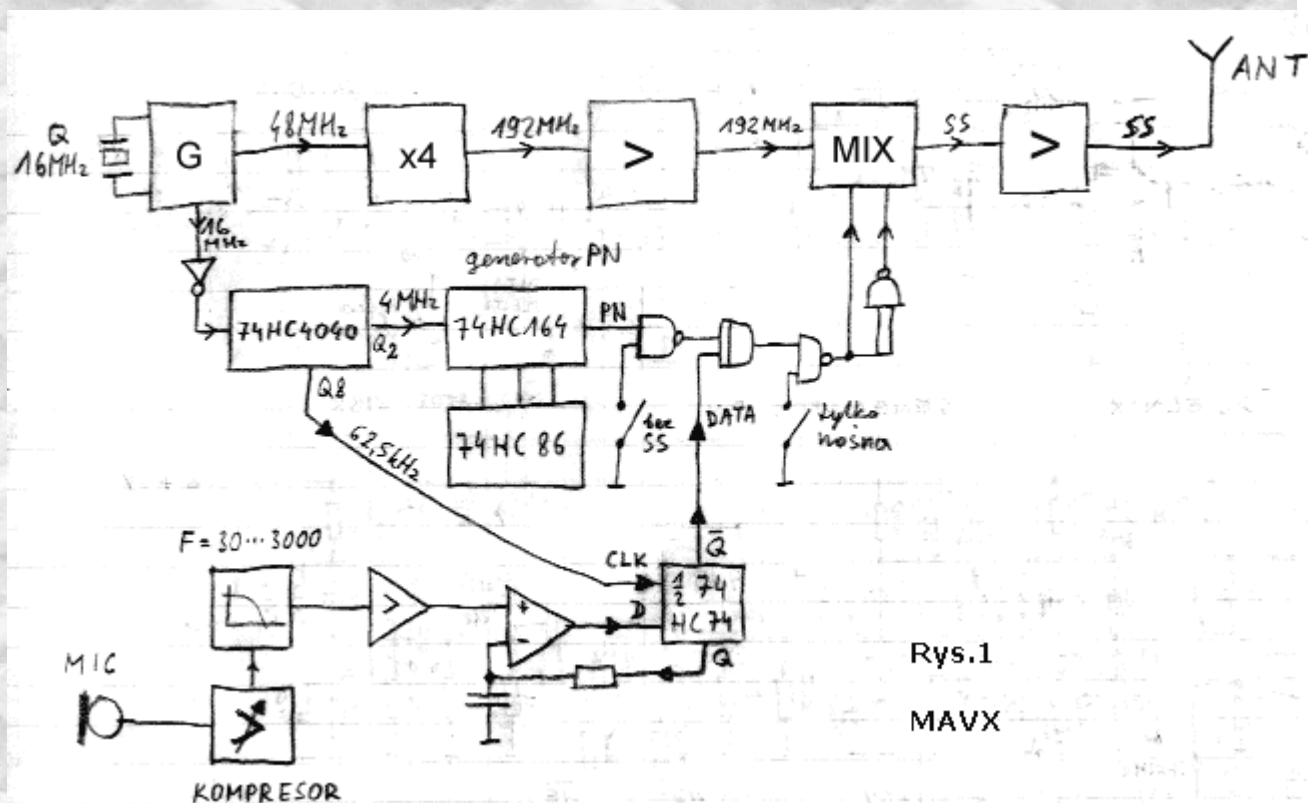 ANT
Q
16MHz
G
48MHz
x4
192MHz
>
192MHz
MIX
SS
>
SS
16
MHz
generator PN
74HC4040
4MHz
Q2
74HC164
PN
Q8
74HC86
bez
SS
DATA
tylko
nośna
62,5kHz
F = 30...3000
Q̅
CLK
1/2 74
HC74
D
Q
>
+
-
MIC
KOMPRESOR
Rys.1
MAVX